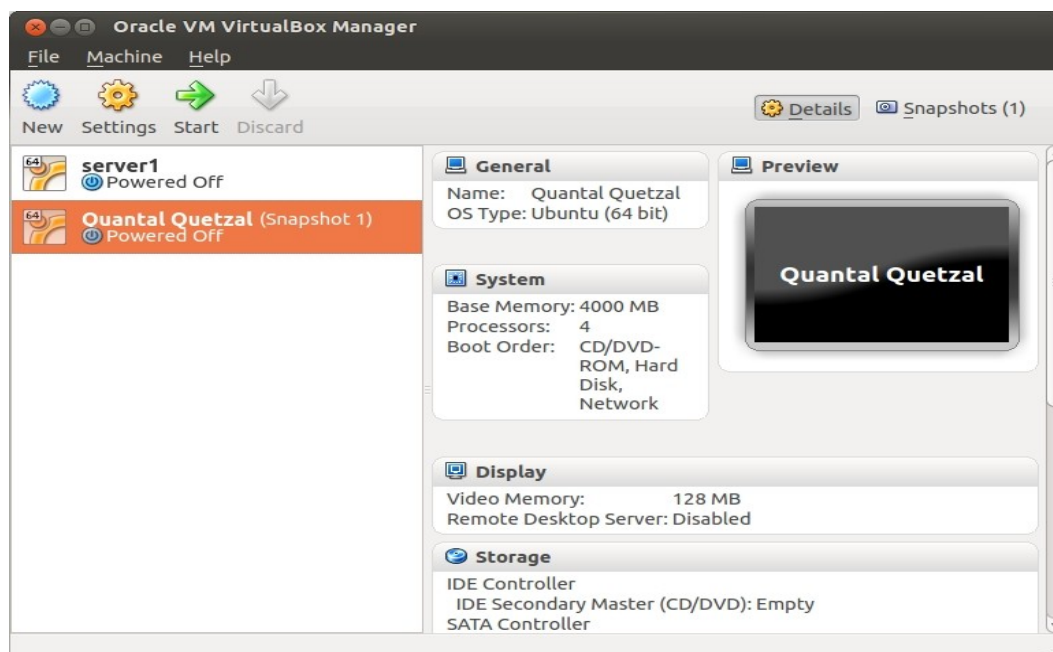 Oracle VM VirtualBox Manager
File Machine Help
New Settings Start Discard
Details Snapshots (1)
64 server1
Powered Off
64 Quantal Quetzal (Snapshot 1)
Powered Off
General
Name: Quantal Quetzal
OS Type: Ubuntu (64 bit)
System
Base Memory: 4000 MB
Processors: 4
Boot Order: CD/DVD-
ROM, Hard
Disk,
Network
Preview
Quantal Quetzal
Display
Video Memory: 128 MB
Remote Desktop Server: Disabled
Storage
IDE Controller
IDE Secondary Master (CD/DVD): Empty
SATA Controller